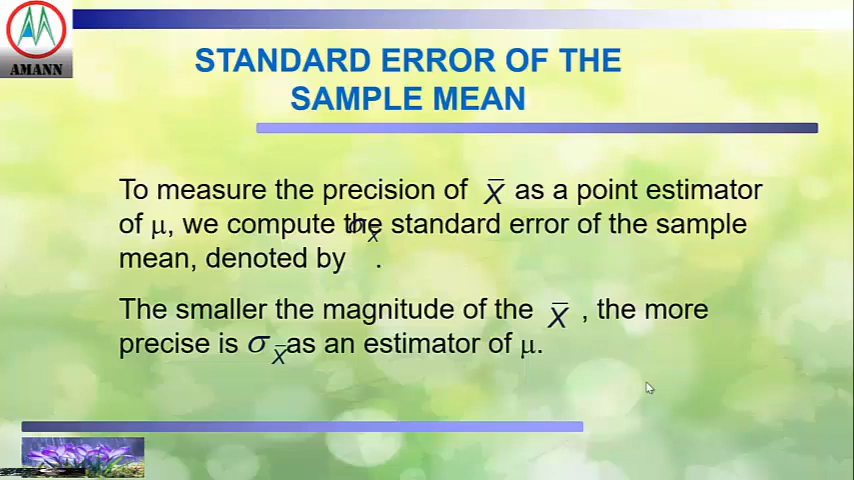 AMANN
STANDARD ERROR OF THE
SAMPLE MEAN
To measure the precision of X̅ as a point estimator
of μ, we compute the standard error of the sample
mean, denoted by σx̅ .
The smaller the magnitude of the X̅ , the more
precise is σX̅ as an estimator of μ.